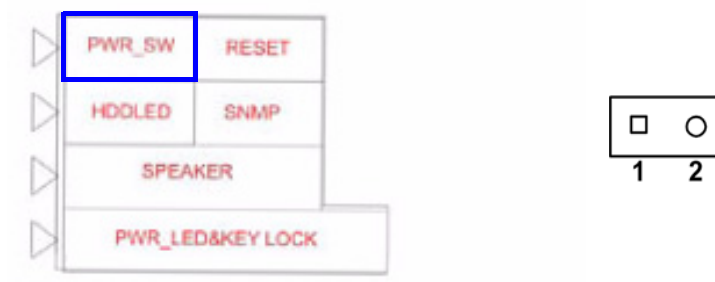 PWR_SW RESET
HDDLED SNMP
SPEAKER
PWR_LED&KEY LOCK
1 2